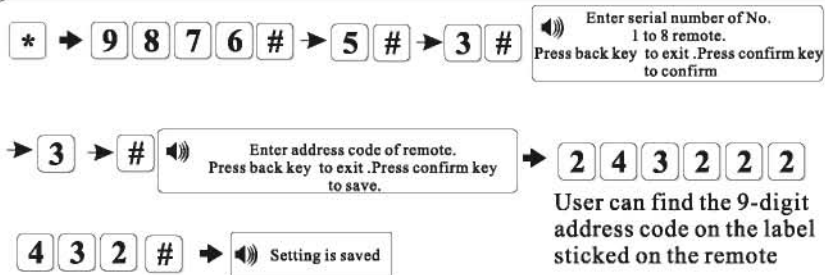 * 9 8 7 6 # 5 # 3 #
Enter serial number of No.
1 to 8 remote.
Press back key to exit .Press confirm key
to confirm
3 #
Enter address code of remote.
Press back key to exit .Press confirm key
to save.
2 4 3 2 2 2
User can find the 9-digit
address code on the label
sticked on the remote
4 3 2 #
Setting is saved